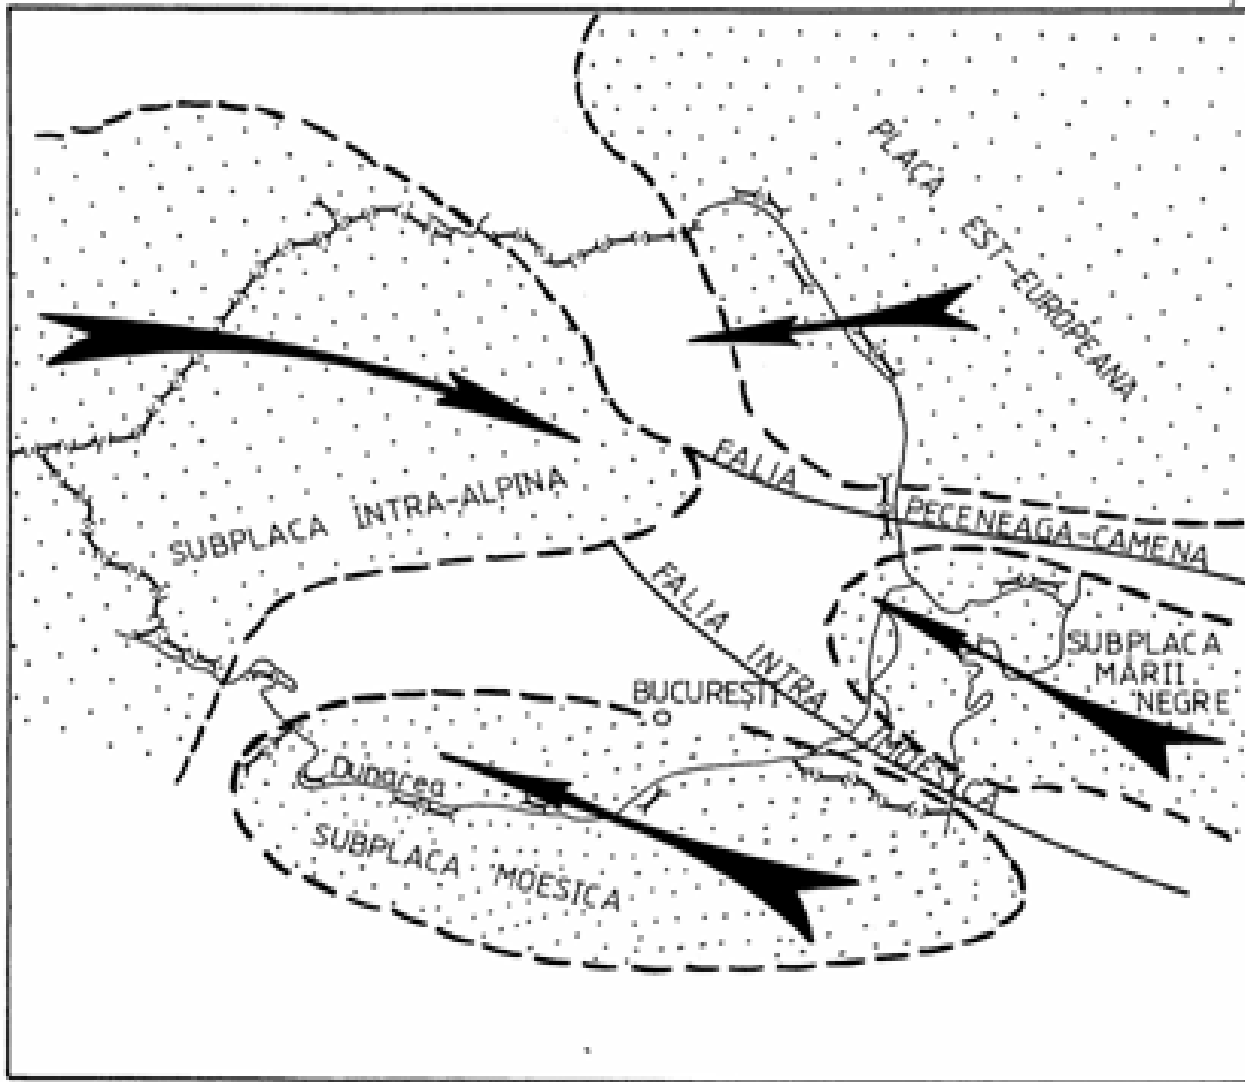 PLACA
EST-EUROPEANA
FALIA
PECENEAGA-CAMENA
SUBPLACA INTRA-ALPINA
FALIA INTRA-MOESICA
SUBPLACA
MARII
NEGRE
BUCUREȘTI
Dunarea
SUBPLACA MOESICA